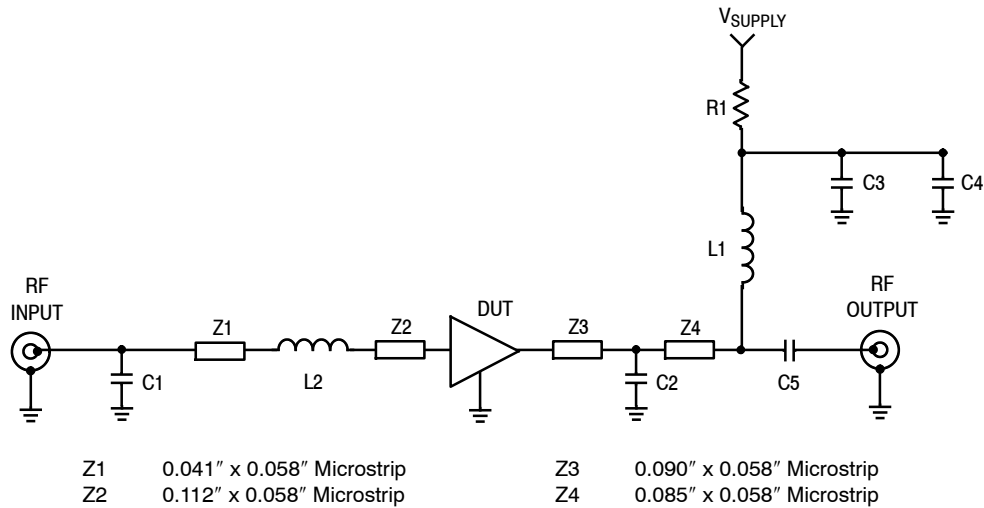 V_SUPPLY
R1
C3
C4
L1
RF
INPUT
RF
OUTPUT
DUT
Z1
Z2
Z3
Z4
C1
L2
C2
C5
Z1 0.041″ x 0.058″ Microstrip
Z2 0.112″ x 0.058″ Microstrip
Z3 0.090″ x 0.058″ Microstrip
Z4 0.085″ x 0.058″ Microstrip